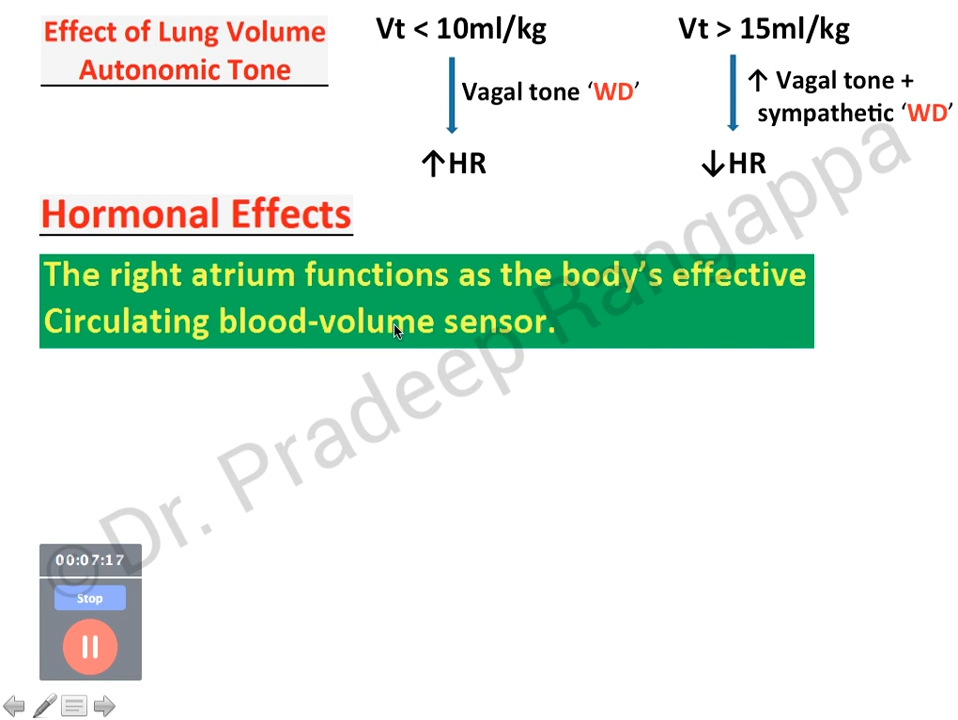 Effect of Lung Volume
Autonomic Tone
Vt < 10ml/kg
Vagal tone ‘WD’
↑HR
Vt > 15ml/kg
↑ Vagal tone +
sympathetic ‘WD’
↓HR
Hormonal Effects
The right atrium functions as the body’s effective
Circulating blood-volume sensor.
© Dr. Pradeep Rangappa
00:07:17
Stop